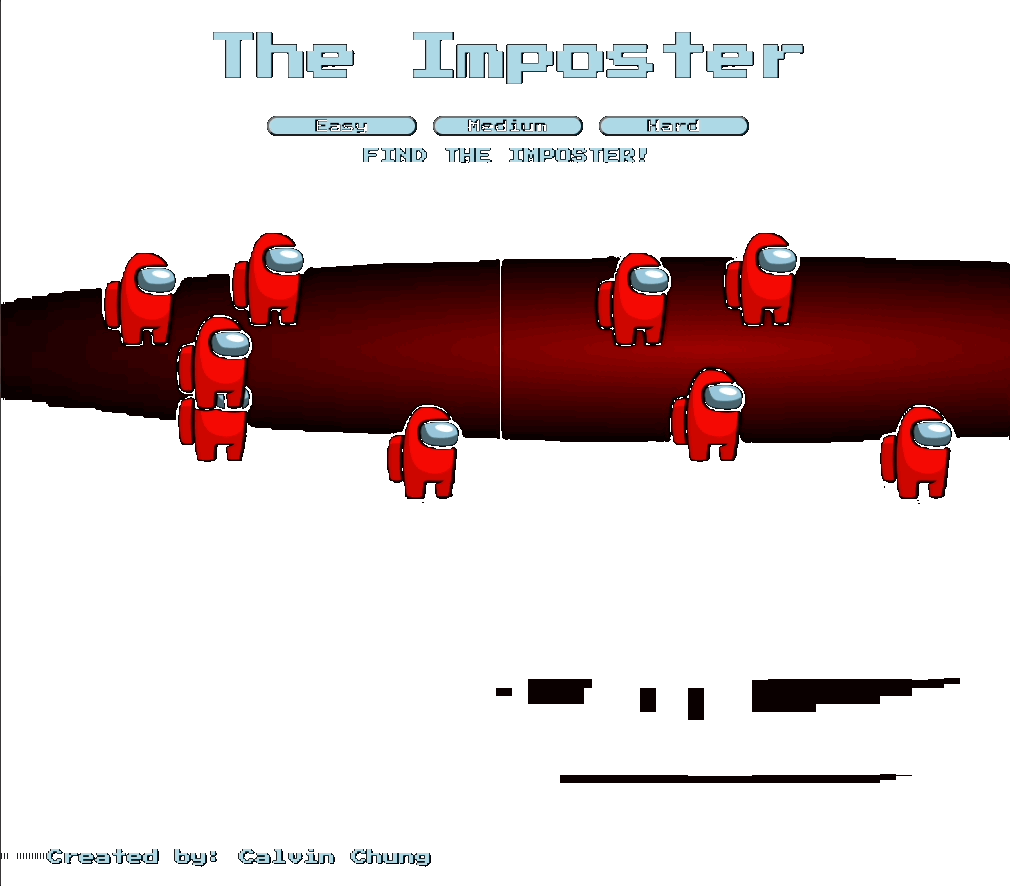 The Imposter
Easy Medium Hard
FIND THE IMPOSTER!
Created by: Calvin Chung